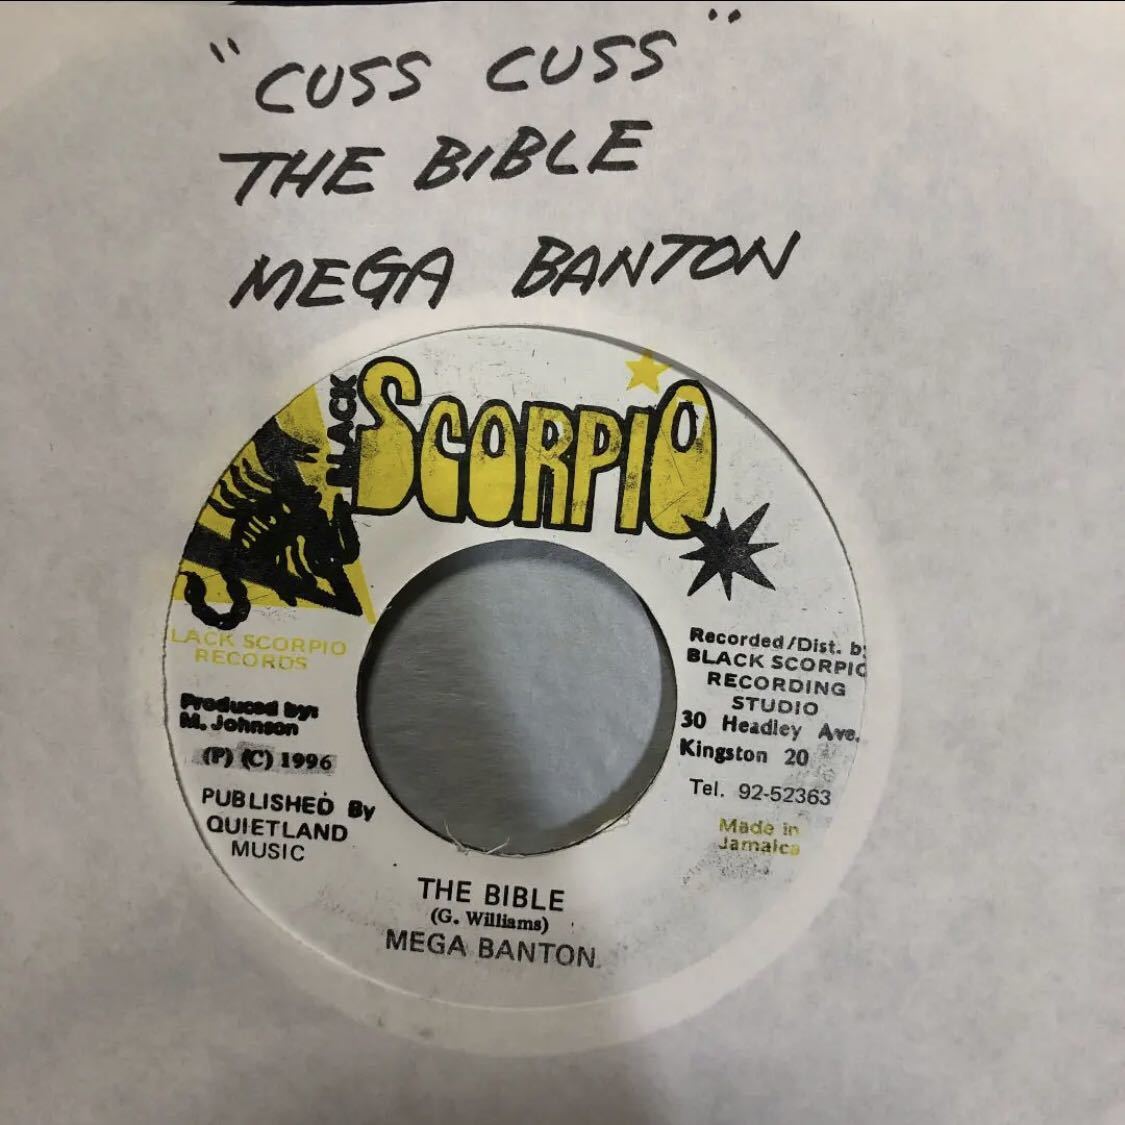 "CUSS CUSS"
THE BIBLE
MEGA BANTON
BLACK
SCORPIO
LACK SCORPIO
RECORDS
Produced by:
M. Johnson
(P) (C) 1996
PUBLISHED By
QUIETLAND
MUSIC
Recorded/Dist. b
BLACK SCORPIO
RECORDING
STUDIO
30 Headley Ave.
Kingston 20
Tel. 92-52363
Made in
Jamaica
THE BIBLE
(G. Williams)
MEGA BANTON